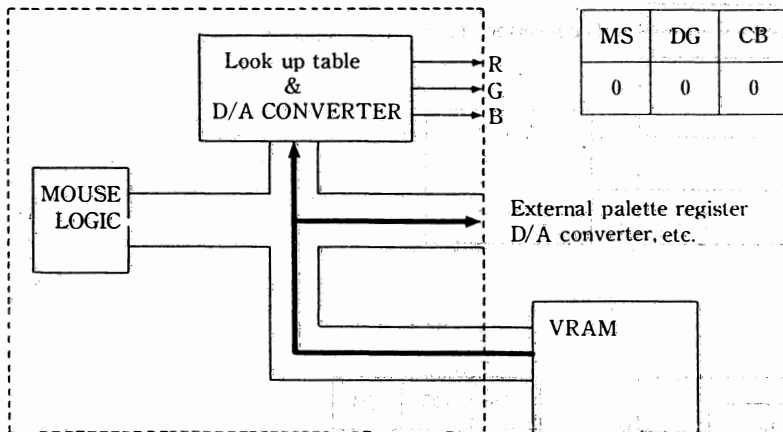 Look up table
&
D/A CONVERTER
R
G
B
MS DG CB
0 0 0
MOUSE
LOGIC
External palette register
D/A converter, etc.
VRAM